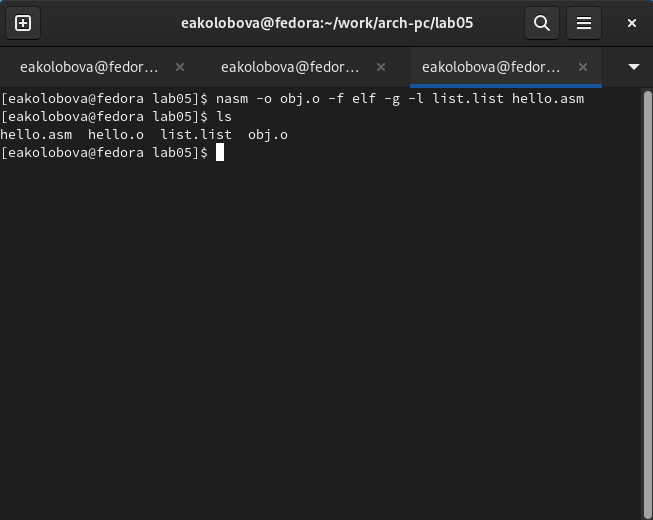 eakolobova@fedora:~/work/arch-pc/lab05
eakolobova@fedor… × eakolobova@fedor… × eakolobova@fedor… ×
[eakolobova@fedora lab05]$ nasm -o obj.o -f elf -g -l list.list hello.asm
[eakolobova@fedora lab05]$ ls
hello.asm  hello.o  list.list  obj.o
[eakolobova@fedora lab05]$